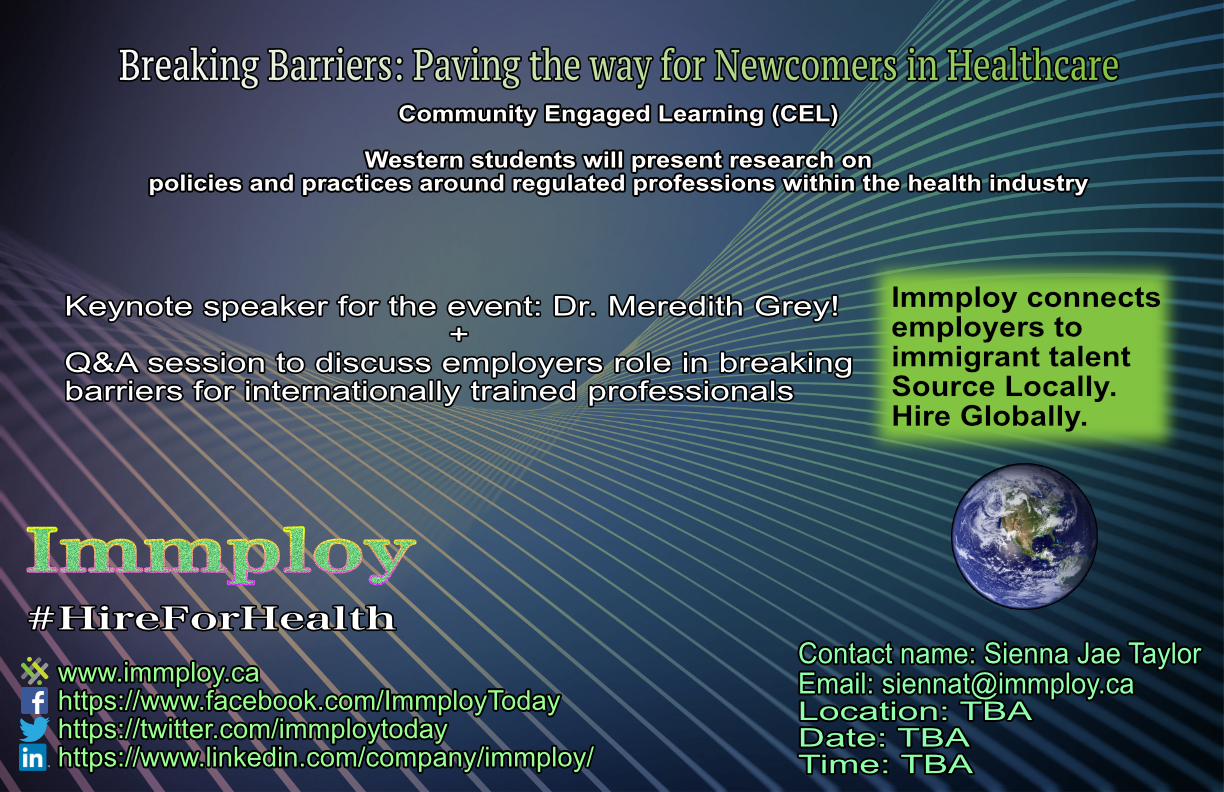 Breaking Barriers: Paving the way for Newcomers in Healthcare
Community Engaged Learning (CEL)
Western students will present research on
policies and practices around regulated professions within the health industry
Keynote speaker for the event: Dr. Meredith Grey!
+
Q&A session to discuss employers role in breaking
barriers for internationally trained professionals
Immploy connects
employers to
immigrant talent
Source Locally.
Hire Globally.
Immploy
#HireForHealth
www.immploy.ca
f https://www.facebook.com/ImmployToday
https://twitter.com/immploytoday
in https://www.linkedin.com/company/immploy/
Contact name: Sienna Jae Taylor
Email: siennat@immploy.ca
Location: TBA
Date: TBA
Time: TBA